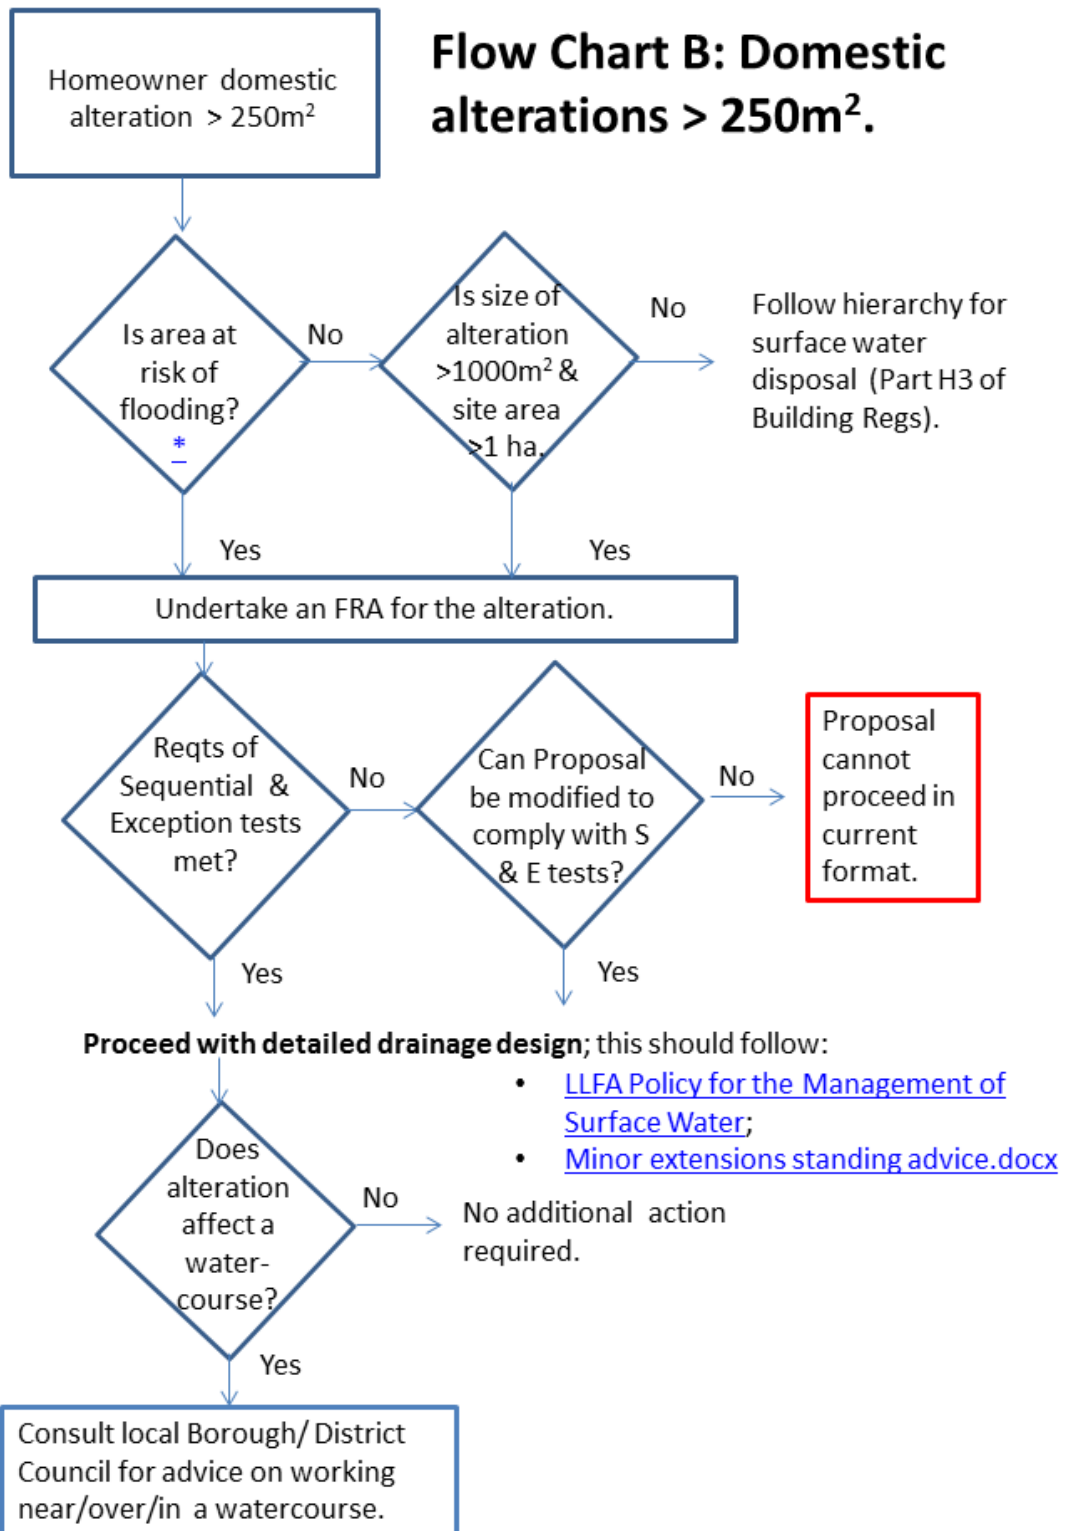 Flow Chart B: Domestic
alterations > 250m².
Homeowner domestic
alteration > 250m²
Is area at
risk of
flooding?
*
No
Is size of
alteration
>1000m² &
site area
>1 ha.
No
Follow hierarchy for
surface water
disposal (Part H3 of
Building Regs).
Yes
Yes
Undertake an FRA for the alteration.
Reqts of
Sequential &
Exception tests
met?
No
Can Proposal
be modified to
comply with S
& E tests?
No
Proposal
cannot
proceed in
current
format.
Yes
Yes
Proceed with detailed drainage design; this should follow:
• LLFA Policy for the Management of
Surface Water;
• Minor extensions standing advice.docx
Does
alteration
affect a
water-
course?
No
No additional action
required.
Yes
Consult local Borough/ District
Council for advice on working
near/over/in a watercourse.